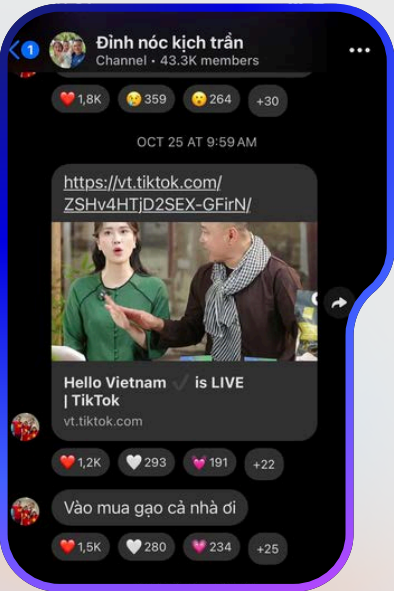 1
Đỉnh nóc kịch trần
Channel • 43.3K members
1,8K
359
264
+30
OCT 25 AT 9:59 AM
https://vt.tiktok.com/
ZSHv4HTjD2SEX-GFirN/
Hello Vietnam ✓ is LIVE
| TikTok
vt.tiktok.com
1,2K
293
191
+22
Vào mua gạo cả nhà ơi
1,5K
280
234
+25